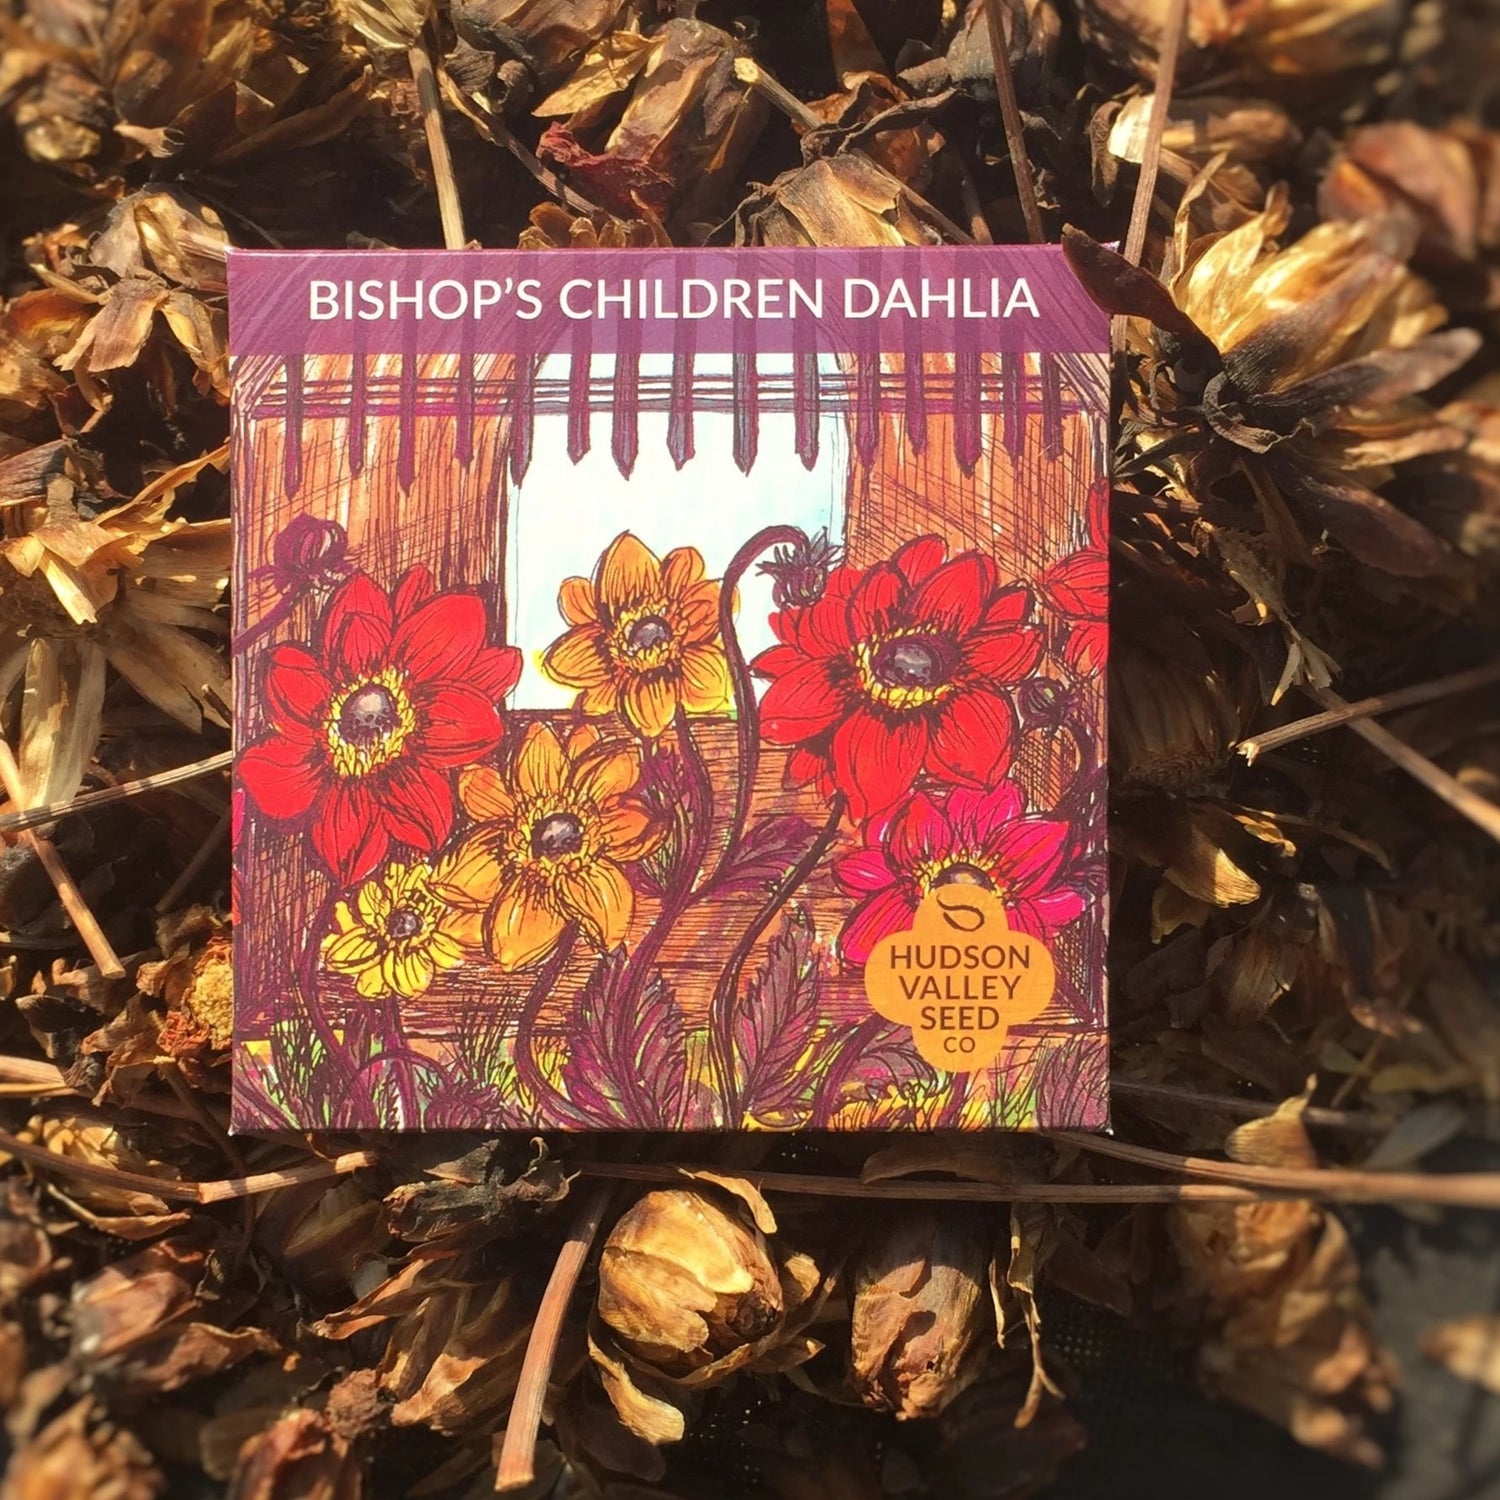 BISHOP'S CHILDREN DAHLIA
HUDSON
VALLEY
SEED
CO